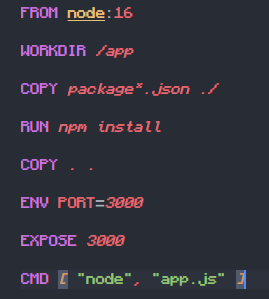 FROM node:16
WORKDIR /app
COPY package*.json ./
RUN npm install
COPY . .
ENV PORT=3000
EXPOSE 3000
CMD [ "node", "app.js" ]